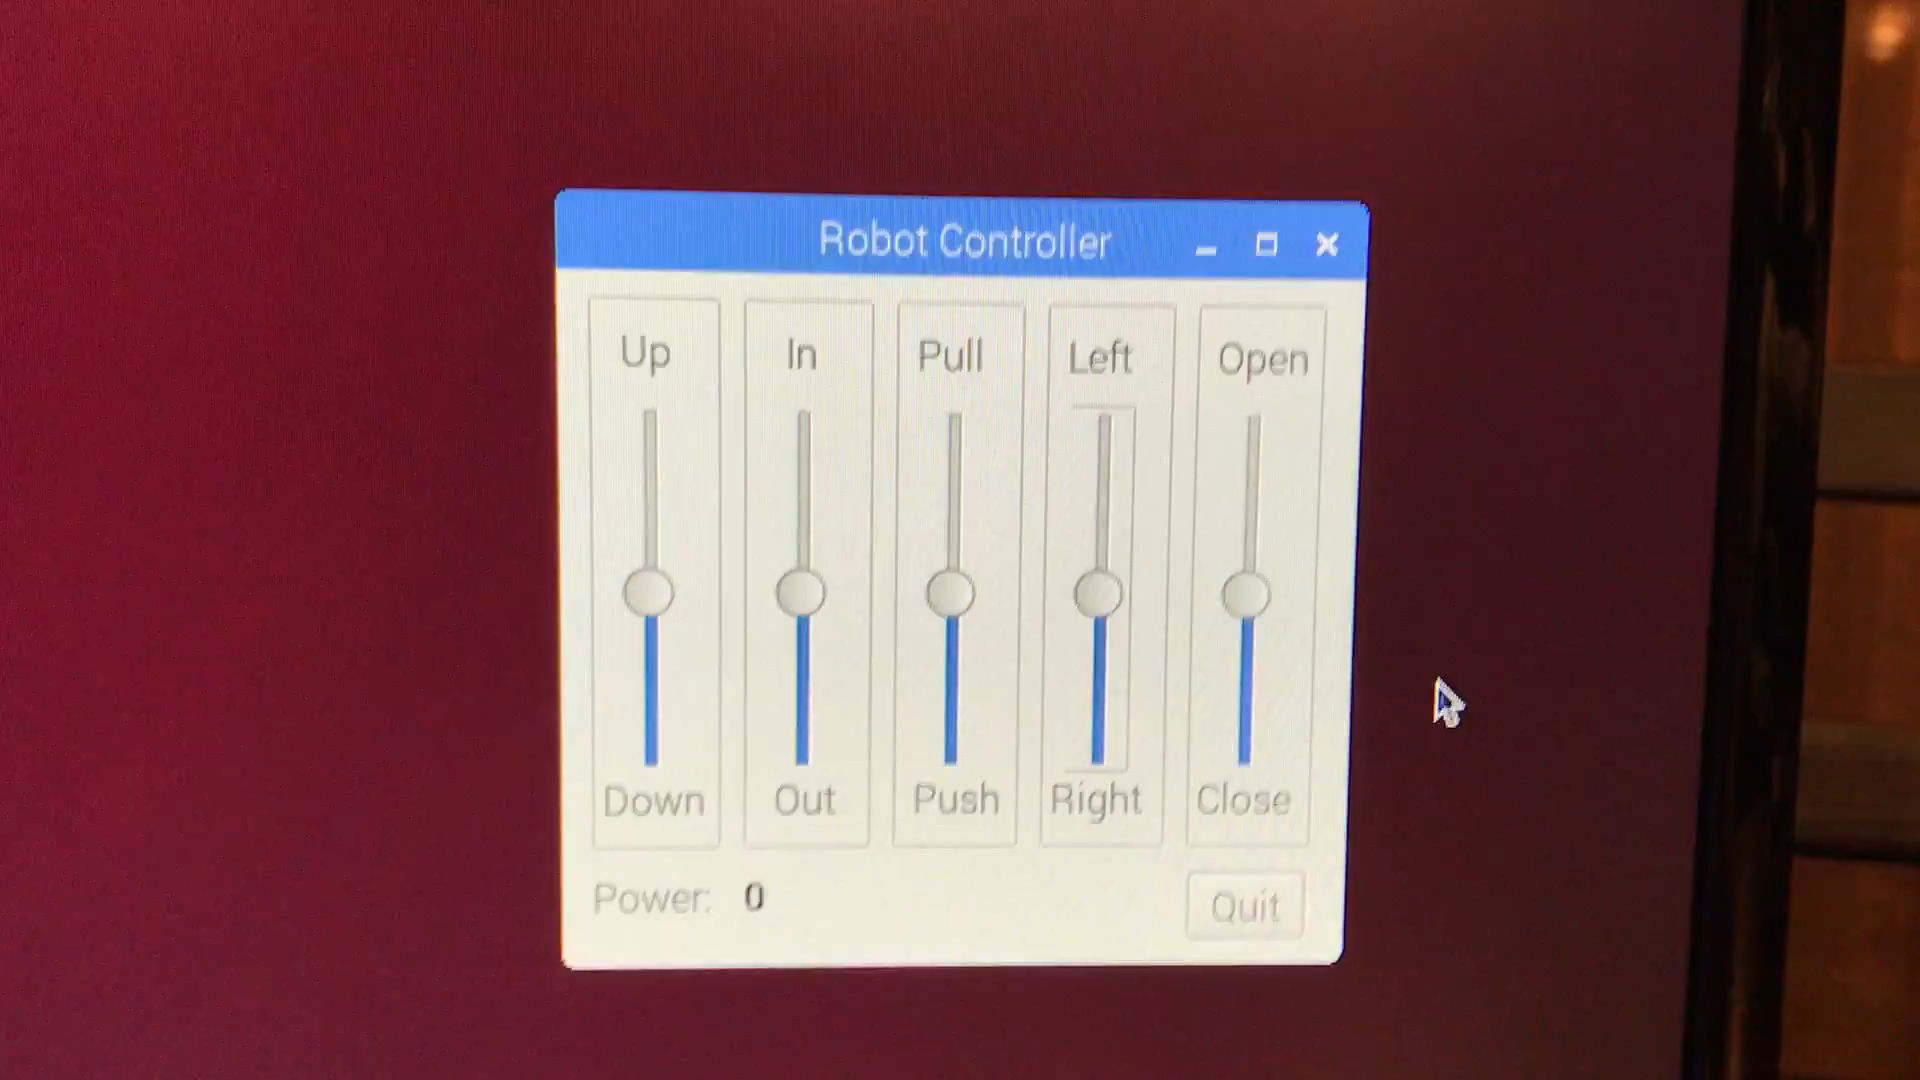 Robot Controller
Up In Pull Left Open
Down Out Push Right Close
Power: 0 Quit